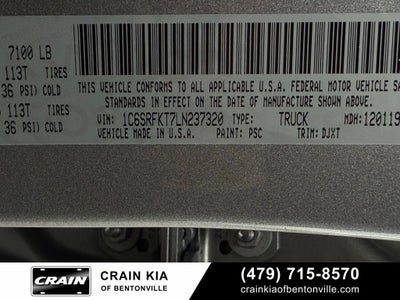 7100 LB
113T TIRES
36 PSI) COLD
113T TIRES
36 PSI) COLD
THIS VEHICLE CONFORMS TO ALL APPLICABLE U.S.A. FEDERAL MOTOR VEHICLE SA
IN EFFECT ON THE DATE OF MANUFACTURE SHOWN ABOVE.
VIN: 1C6SRFKT7LN237320 TYPE: TRUCK MDH: 120119
VEHICLE MADE IN U.S.A. PAINT: PSC TRIM: DJXT
CRAIN
CRAIN KIA
OF BENTONVILLE
(479) 715-8570
crainkiaofbentonville.com